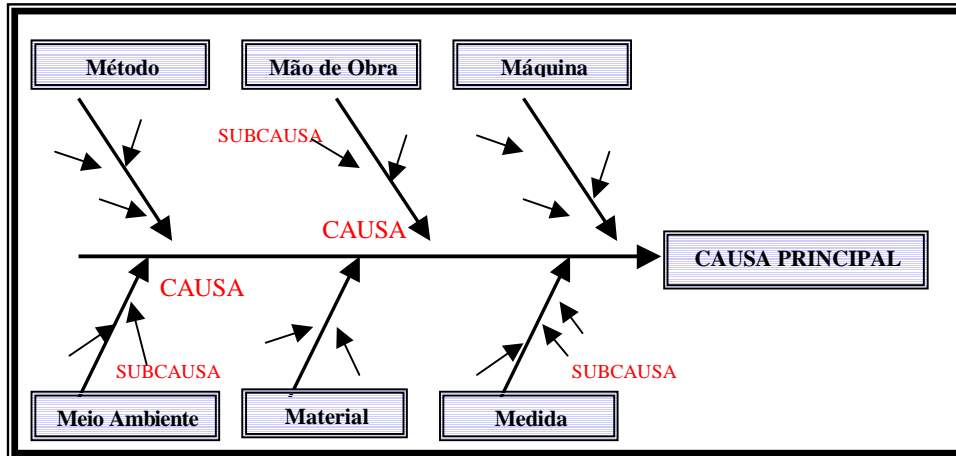 Método
Mão de Obra
Máquina
SUBCAUSA
CAUSA
CAUSA PRINCIPAL
CAUSA
SUBCAUSA
SUBCAUSA
Meio Ambiente
Material
Medida